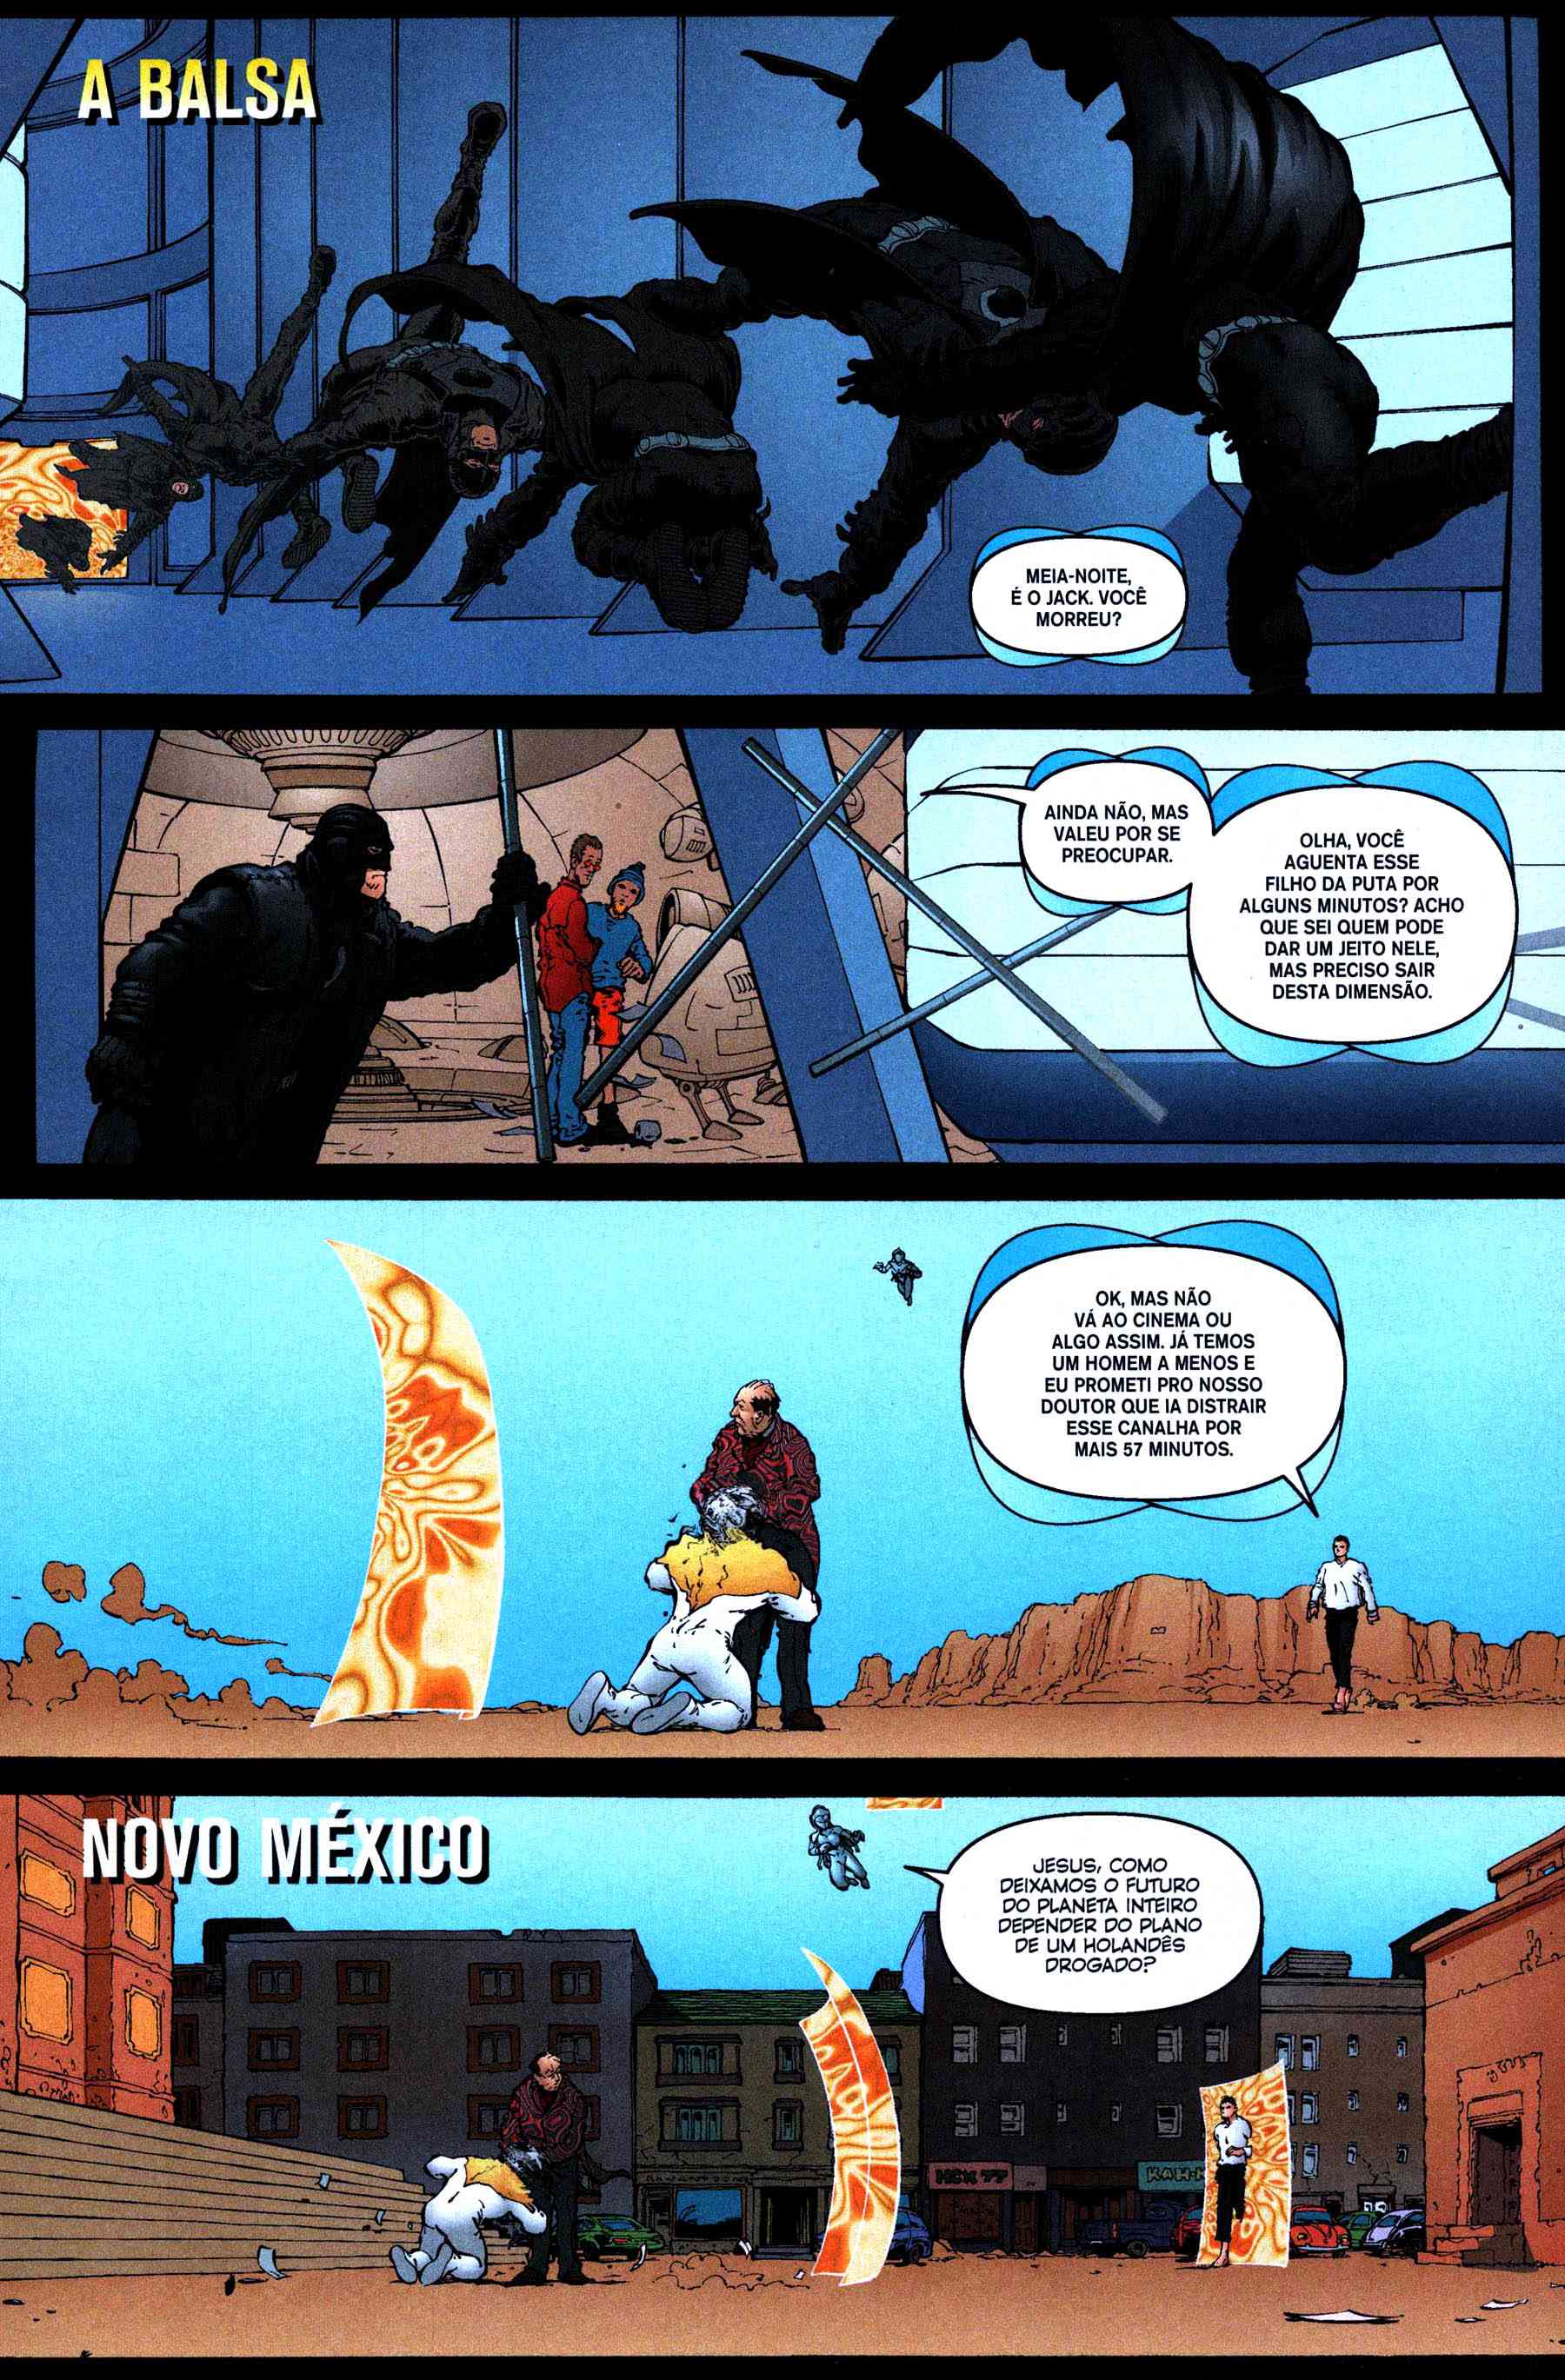 A BALSA
MEIA-NOITE,
É O JACK. VOCÊ
MORREU?
AINDA NÃO, MAS
VALEU POR SE
PREOCUPAR.
OLHA, VOCÊ
AGUENTA ESSE
FILHO DA PUTA POR
ALGUNS MINUTOS? ACHO
QUE SEI QUEM PODE
DAR UM JEITO NELE,
MAS PRECISO SAIR
DESTA DIMENSÃO.
OK, MAS NÃO
VÁ AO CINEMA OU
ALGO ASSIM. JÁ TEMOS
UM HOMEM A MENOS E
EU PROMETI PRO NOSSO
DOUTOR QUE IA DISTRAIR
ESSE CANALHA POR
MAIS 57 MINUTOS.
NOVO MÉXICO
JESUS, COMO
DEIXAMOS O FUTURO
DO PLANETA INTEIRO
DEPENDER DO PLANO
DE UM HOLANDÊS
DROGADO?